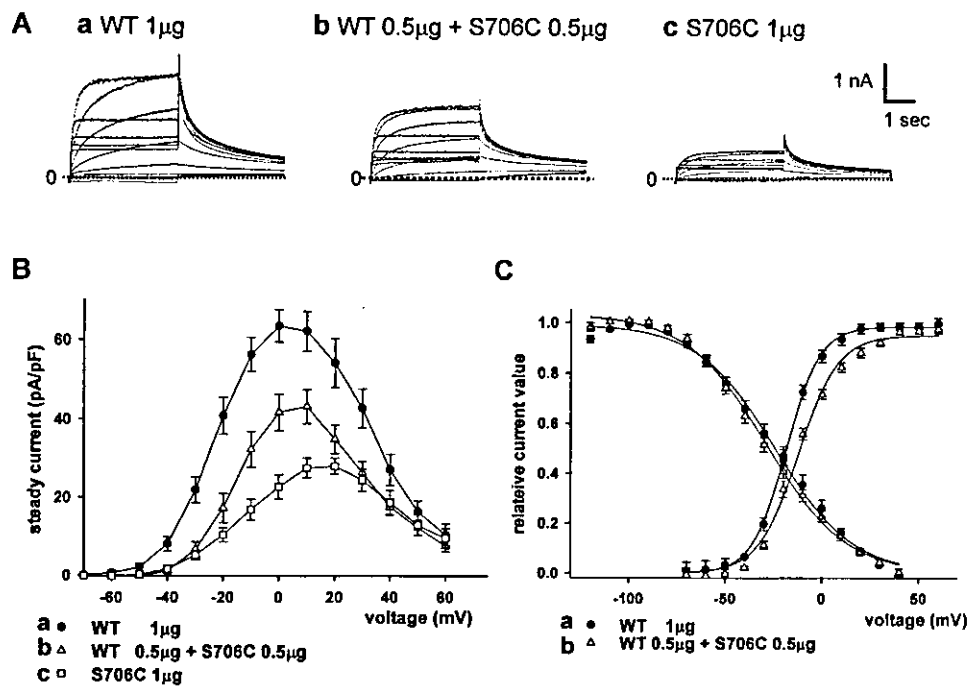 A
a WT 1μg
b WT 0.5μg + S706C 0.5μg
c S706C 1μg
1 nA
1 sec
0
0
0
B
steady current (pA/pF)
60
40
20
0
-60 -40 -20 0 20 40 60
voltage (mV)
a WT 1μg
b WT 0.5μg + S706C 0.5μg
c S706C 1μg
C
relateive current value
1.0
0.8
0.6
0.4
0.2
0.0
-100 -50 0 50
voltage (mV)
a WT 1μg
b WT 0.5μg + S706C 0.5μg